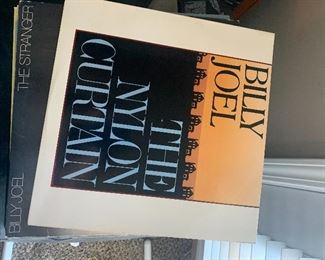 BILLY
JOEL
THE
NYLON
CURTAIN
BILLY JOEL
THE STRANGER